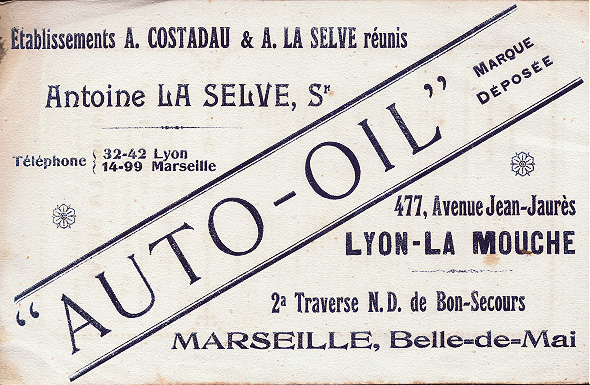 Etablissements A. COSTADAU & A. LA SELVE réunis
Antoine LA SELVE, Sr
Téléphone { 32-42 Lyon
14-99 Marseille
"AUTO-OIL"
MARQUE
DÉPOSÉE
477, Avenue Jean-Jaurès
LYON-LA MOUCHE
2a Traverse N.D. de Bon-Secours
MARSEILLE, Belle=de=Mai